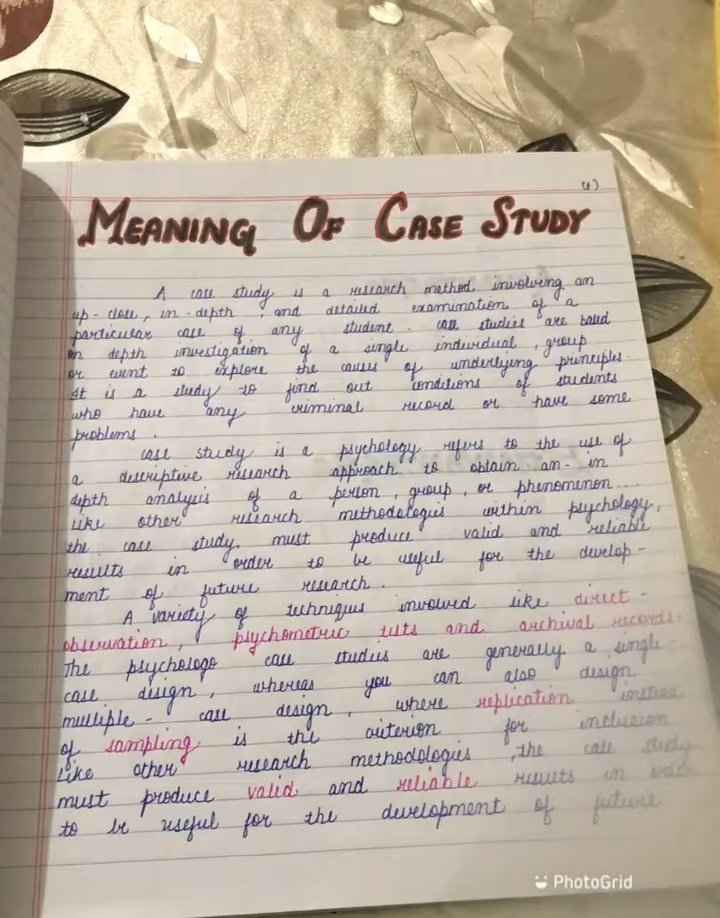 (1)
MEANING OF CASE STUDY
A case study is a research method involving an
up-close, in-depth, and detailed examination of a
particular case of any student. case studies are based
on depth investigation of a single individual, group
or event to explore the causes of underlying principles.
It is a study to find out conditions of students
who have any criminal record or have some
problems.
case study is a psychology refers to the use of
a descriptive research approach to obtain an-in
depth analysis of a person, group, or phenomenon...
Like other research methodologies within psychology,
the case study must produce valid and reliable
results in order to be useful for the develop-
ment of future research.
A variety of techniques involved like direct-
observation, psychometric tests and archival records.
The psychologo case studies are generally a single-
case design, whereas you can also design
multiple-case design, where replication instead
of sampling is the criterion for inclusion
Like other research methodologies, the case study
must produce valid and reliable results in order
to be useful for the development of future
PhotoGrid